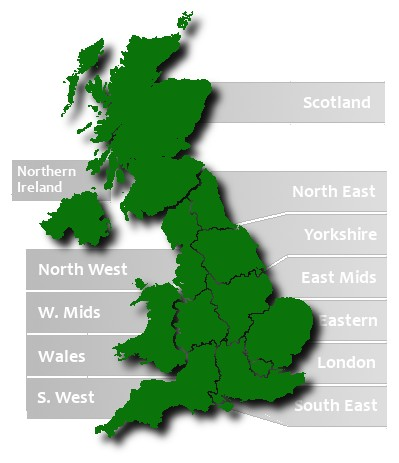 Scotland
Northern
Ireland
North East
Yorkshire
North West
East Mids
W. Mids
Eastern
Wales
London
S. West
South East